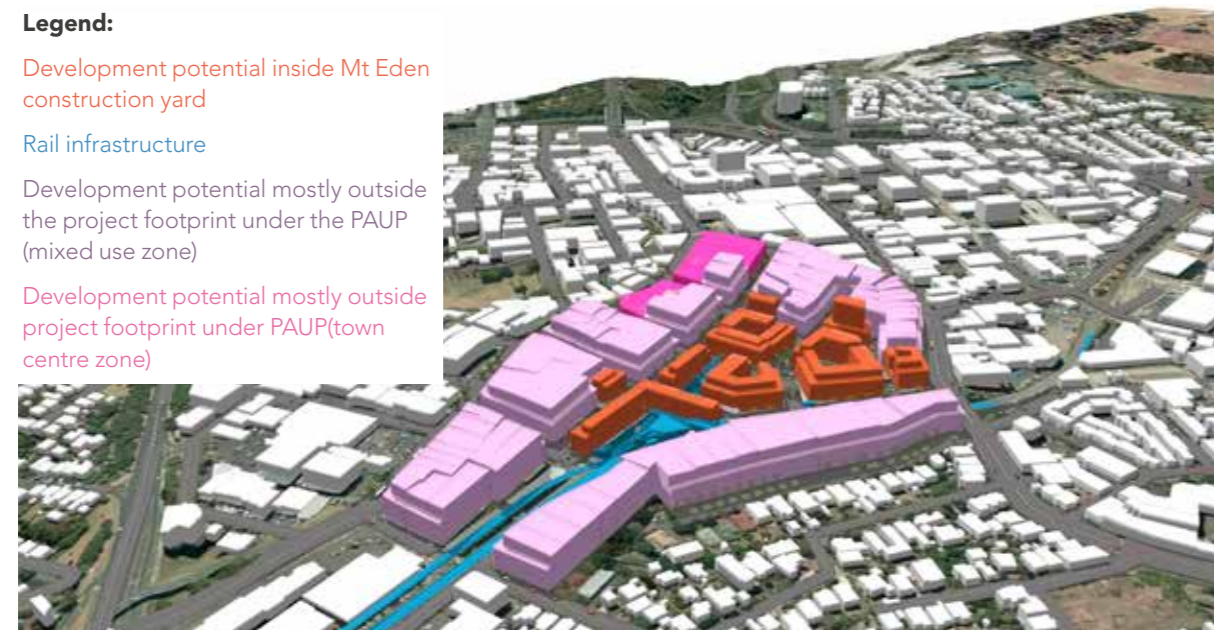 Legend:
Development potential inside Mt Eden
construction yard
Rail infrastructure
Development potential mostly outside
the project footprint under the PAUP
(mixed use zone)
Development potential mostly outside
project footprint under PAUP(town
centre zone)